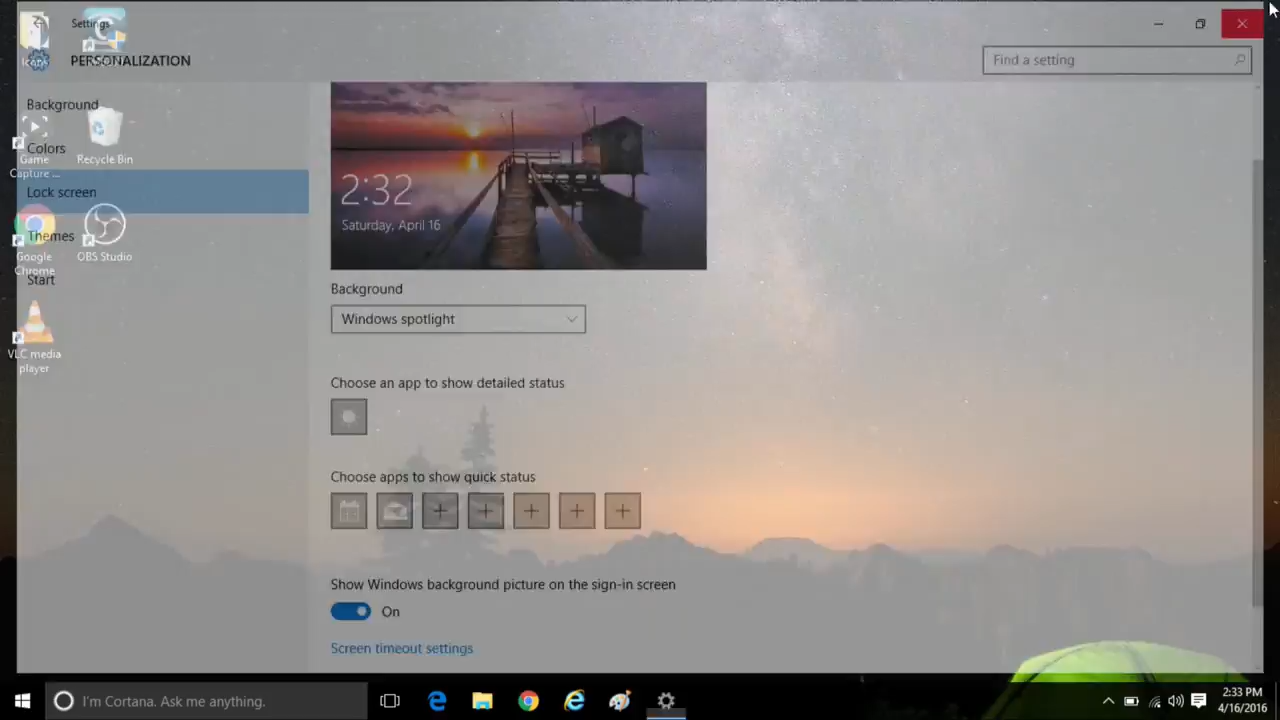 Settings
PERSONALIZATION
Find a setting
Background
Colors
Lock screen
Themes
Start
Icons
Game
Capture ...
Recycle Bin
Google
Chrome
OBS Studio
VLC media
player
2:32
Saturday, April 16
Background
Windows spotlight
Choose an app to show detailed status
Choose apps to show quick status
Show Windows background picture on the sign-in screen
On
Screen timeout settings
I'm Cortana. Ask me anything.
2:33 PM
4/16/2016